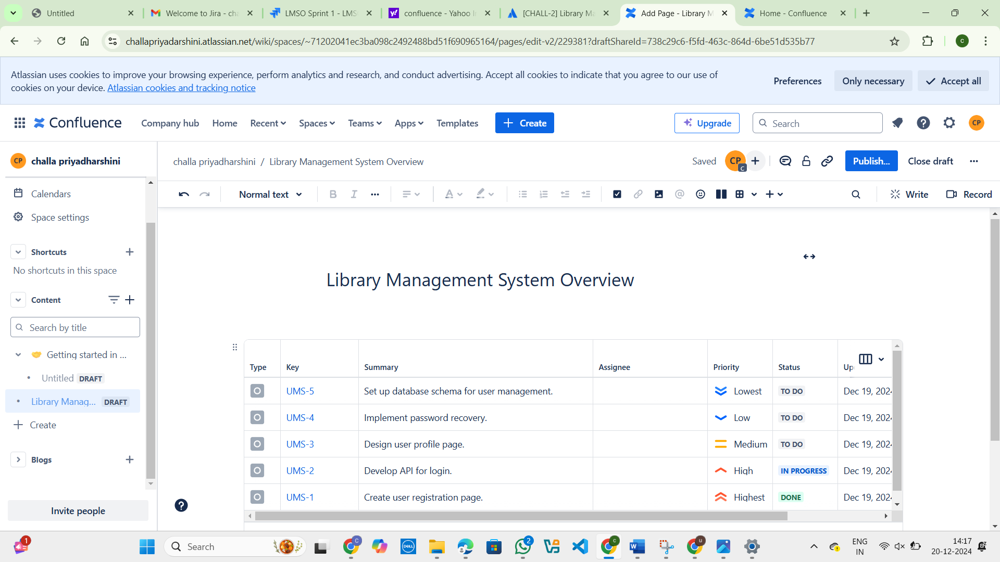 Untitled
Welcome to Jira - cha
LMSO Sprint 1 - LMS
confluence - Yahoo I
[CHALL-2] Library Ma
Add Page - Library M
Home - Confluence
challapriyadarshini.atlassian.net/wiki/spaces/~71202041ec3ba098c2492488bd51f690965164/pages/edit-v2/229381?draftShareId=738c29c6-f5fd-463c-864d-6be51d535b77
C
Atlassian uses cookies to improve your browsing experience, perform analytics and research, and conduct advertising. Accept all cookies to indicate that you agree to our use of
cookies on your device. Atlassian cookies and tracking notice
Preferences
Only necessary
Accept all
Confluence
Company hub
Home
Recent
Spaces
Teams
Apps
Templates
Create
Upgrade
Search
CP
CP
challa priyadharshini
challa priyadharshini / Library Management System Overview
Saved
CP
C
Publish...
Close draft
Normal text
B
I
A
Write
Record
Calendars
Space settings
Shortcuts
No shortcuts in this space
Content
Search by title
Getting started in ...
Untitled DRAFT
Library Manag... DRAFT
Create
Blogs
Invite people
Library Management System Overview
Type Key Summary Assignee Priority Status Up
UMS-5 Set up database schema for user management. Lowest TO DO Dec 19, 2024
UMS-4 Implement password recovery. Low TO DO Dec 19, 2024
UMS-3 Design user profile page. Medium TO DO Dec 19, 2024
UMS-2 Develop API for login. High IN PROGRESS Dec 19, 2024
UMS-1 Create user registration page. Highest DONE Dec 19, 2024
1
Search
C
DELL
2
C
W
u
ENG
IN
14:17
20-12-2024